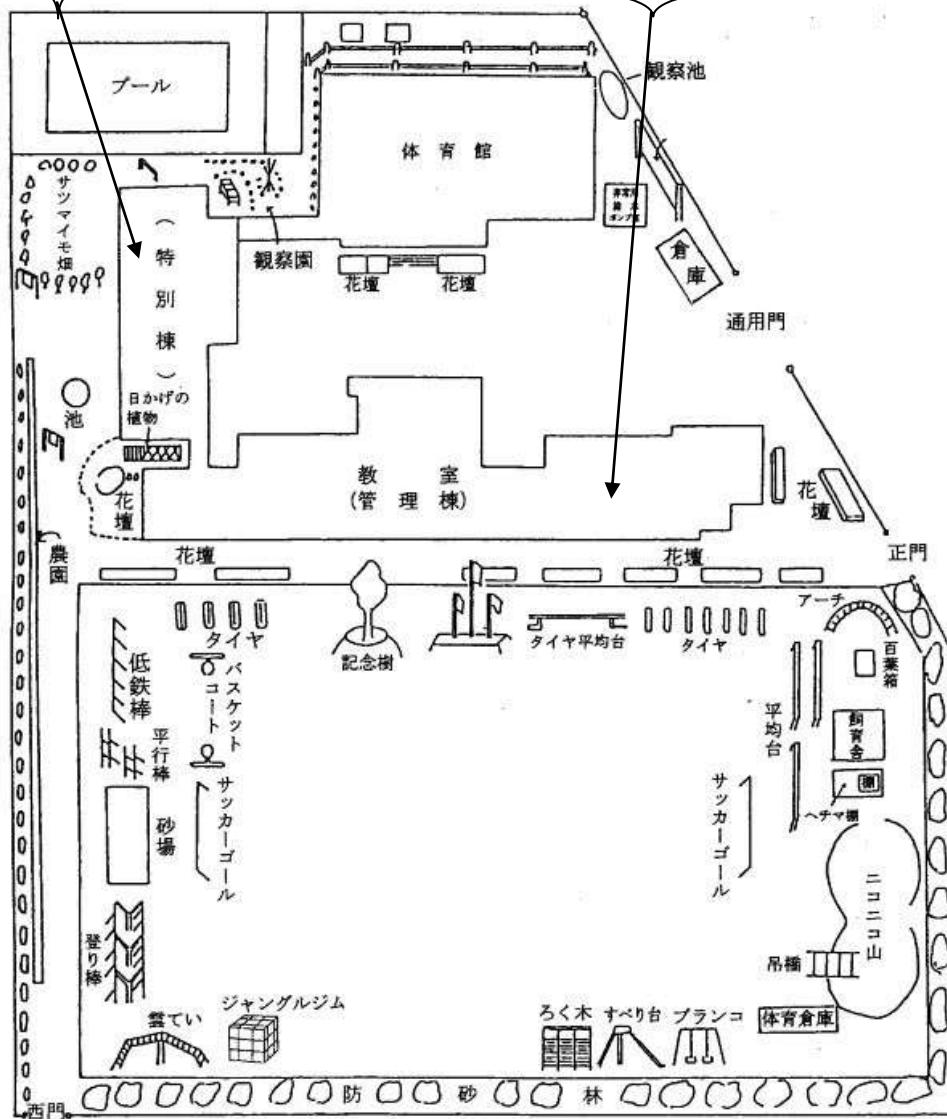 プール
体育館
観察池
非常用
ポンプ室
倉庫
通用門
サツマイモ畑
(特別棟)
観察園
花壇
花壇
日かげの
植物
池
花壇
教室
(管理棟)
花壇
正門
農園
花壇
花壇
タイヤ
記念樹
タイヤ平均台
タイヤ
アーチ
百葉箱
低鉄棒
バスケット
コート
平均台
飼育舎
平行棒
棚
ヘチマ棚
砂場
サッカーゴール
サッカーゴール
ニコニコ山
登り棒
吊橋
雲てい
ジャングルジム
ろく木
すべり台
ブランコ
体育倉庫
防砂林
西門